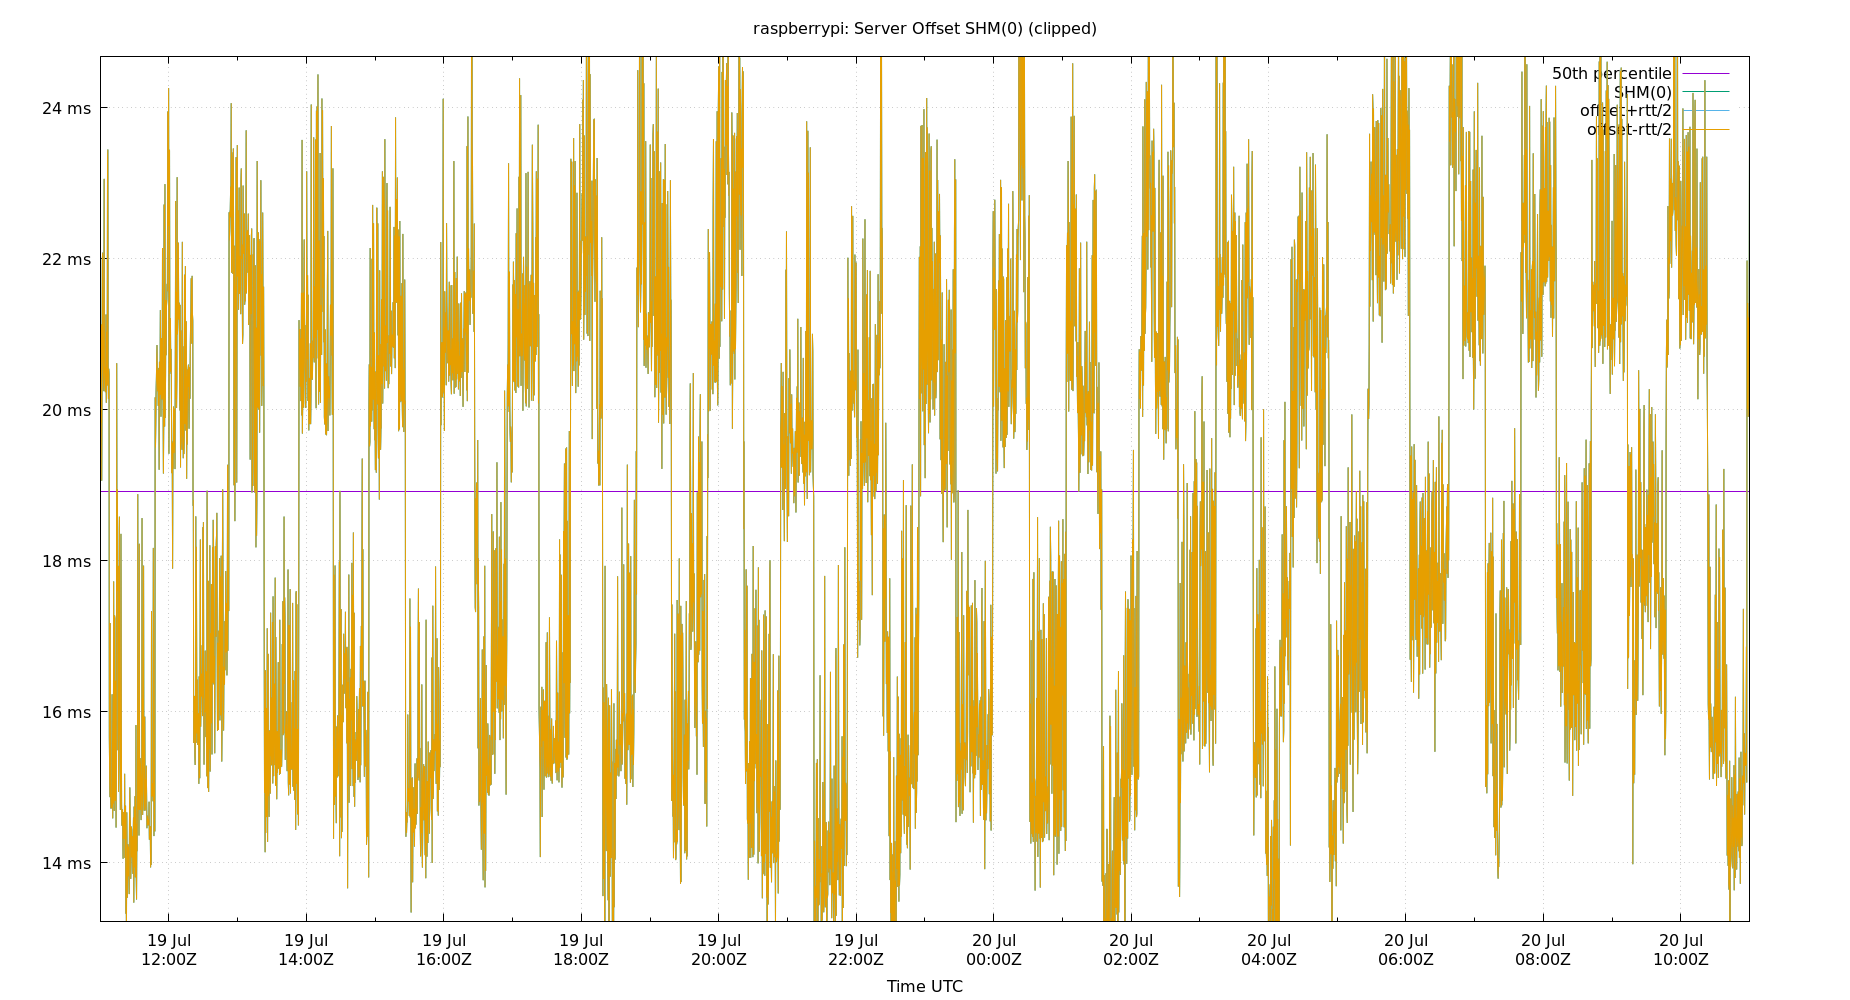 raspberrypi: Server Offset SHM(0) (clipped)
50th percentile
SHM(0)
offset+rtt/2
offset-rtt/2
24 ms
22 ms
20 ms
18 ms
16 ms
14 ms
19 Jul 19 Jul 19 Jul 19 Jul 19 Jul 19 Jul 20 Jul 20 Jul 20 Jul 20 Jul 20 Jul 20 Jul
12:00Z 14:00Z 16:00Z 18:00Z 20:00Z 22:00Z 00:00Z 02:00Z 04:00Z 06:00Z 08:00Z 10:00Z
Time UTC